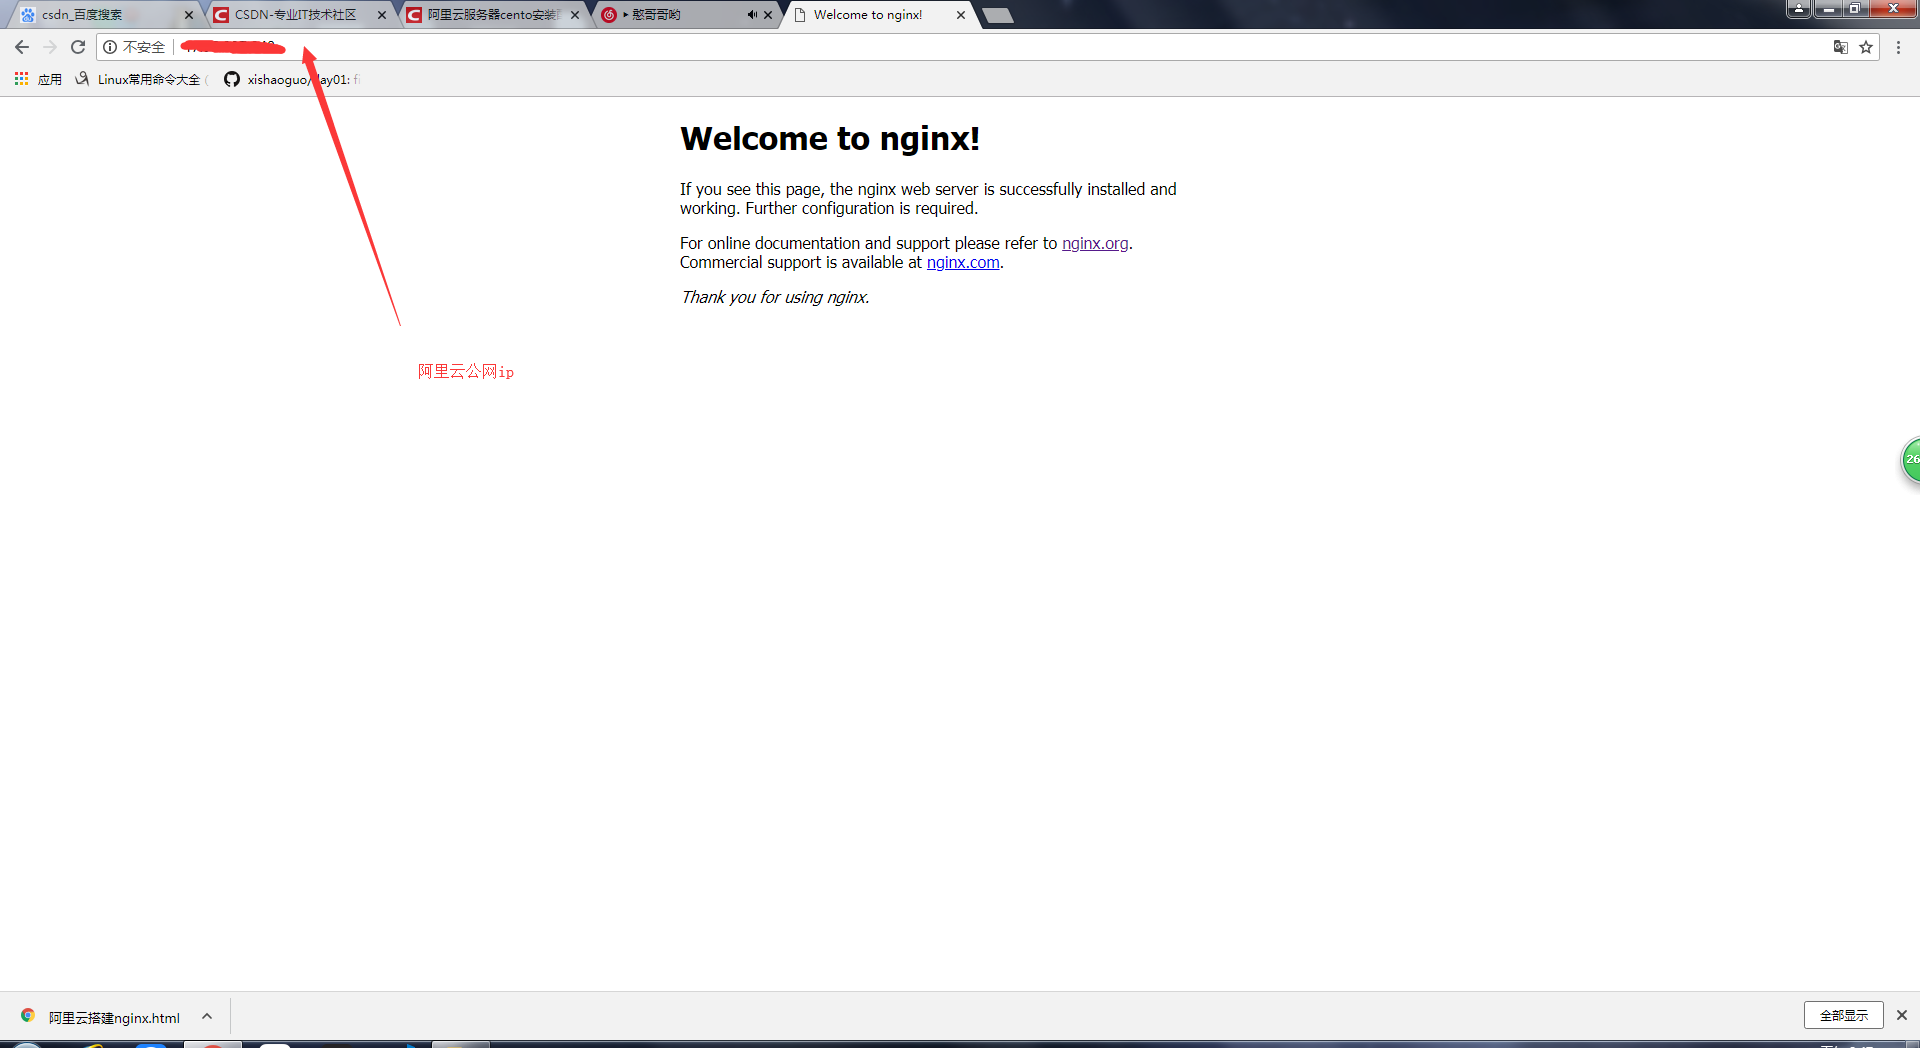 csdn_百度搜索
CSDN-专业IT技术社区
阿里云服务器cento安装
憨哥哥哟
Welcome to nginx!
不安全
应用
Linux常用命令大全
xishaoguo/day01: fi
Welcome to nginx!
If you see this page, the nginx web server is successfully installed and
working. Further configuration is required.
For online documentation and support please refer to nginx.org.
Commercial support is available at nginx.com.
Thank you for using nginx.
阿里云公网ip
26
阿里云搭建nginx.html
全部显示